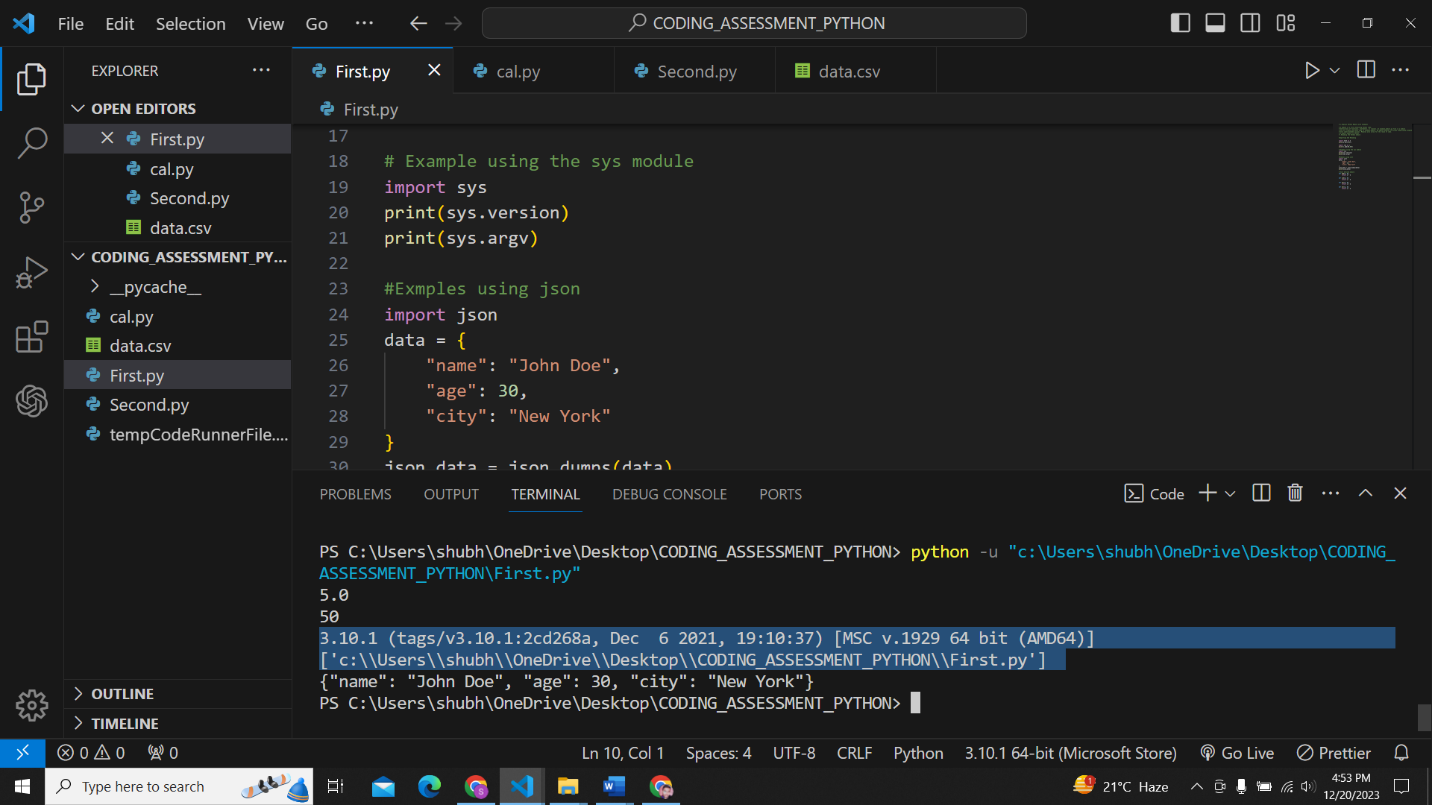 File Edit Selection View Go ··· CODING_ASSESSMENT_PYTHON
EXPLORER
OPEN EDITORS
First.py
cal.py
Second.py
data.csv
CODING_ASSESSMENT_PY...
__pycache__
cal.py
data.csv
First.py
Second.py
tempCodeRunnerFile....
OUTLINE
TIMELINE
First.py cal.py Second.py data.csv
First.py
17
18 # Example using the sys module
19 import sys
20 print(sys.version)
21 print(sys.argv)
22
23 #Exmples using json
24 import json
25 data = {
26 "name": "John Doe",
27 "age": 30,
28 "city": "New York"
29 }
30 json_data = json.dumps(data)
PROBLEMS OUTPUT TERMINAL DEBUG CONSOLE PORTS Code
PS C:\Users\shubh\OneDrive\Desktop\CODING_ASSESSMENT_PYTHON> python -u "c:\Users\shubh\OneDrive\Desktop\CODING_
ASSESSMENT_PYTHON\First.py"
5.0
50
3.10.1 (tags/v3.10.1:2cd268a, Dec  6 2021, 19:10:37) [MSC v.1929 64 bit (AMD64)]
['c:\\Users\\shubh\\OneDrive\\Desktop\\CODING_ASSESSMENT_PYTHON\\First.py']
{"name": "John Doe", "age": 30, "city": "New York"}
PS C:\Users\shubh\OneDrive\Desktop\CODING_ASSESSMENT_PYTHON>
0 0 0 Ln 10, Col 1 Spaces: 4 UTF-8 CRLF Python 3.10.1 64-bit (Microsoft Store) Go Live Prettier
Type here to search 1 21°C Haze 4:53 PM
12/20/2023